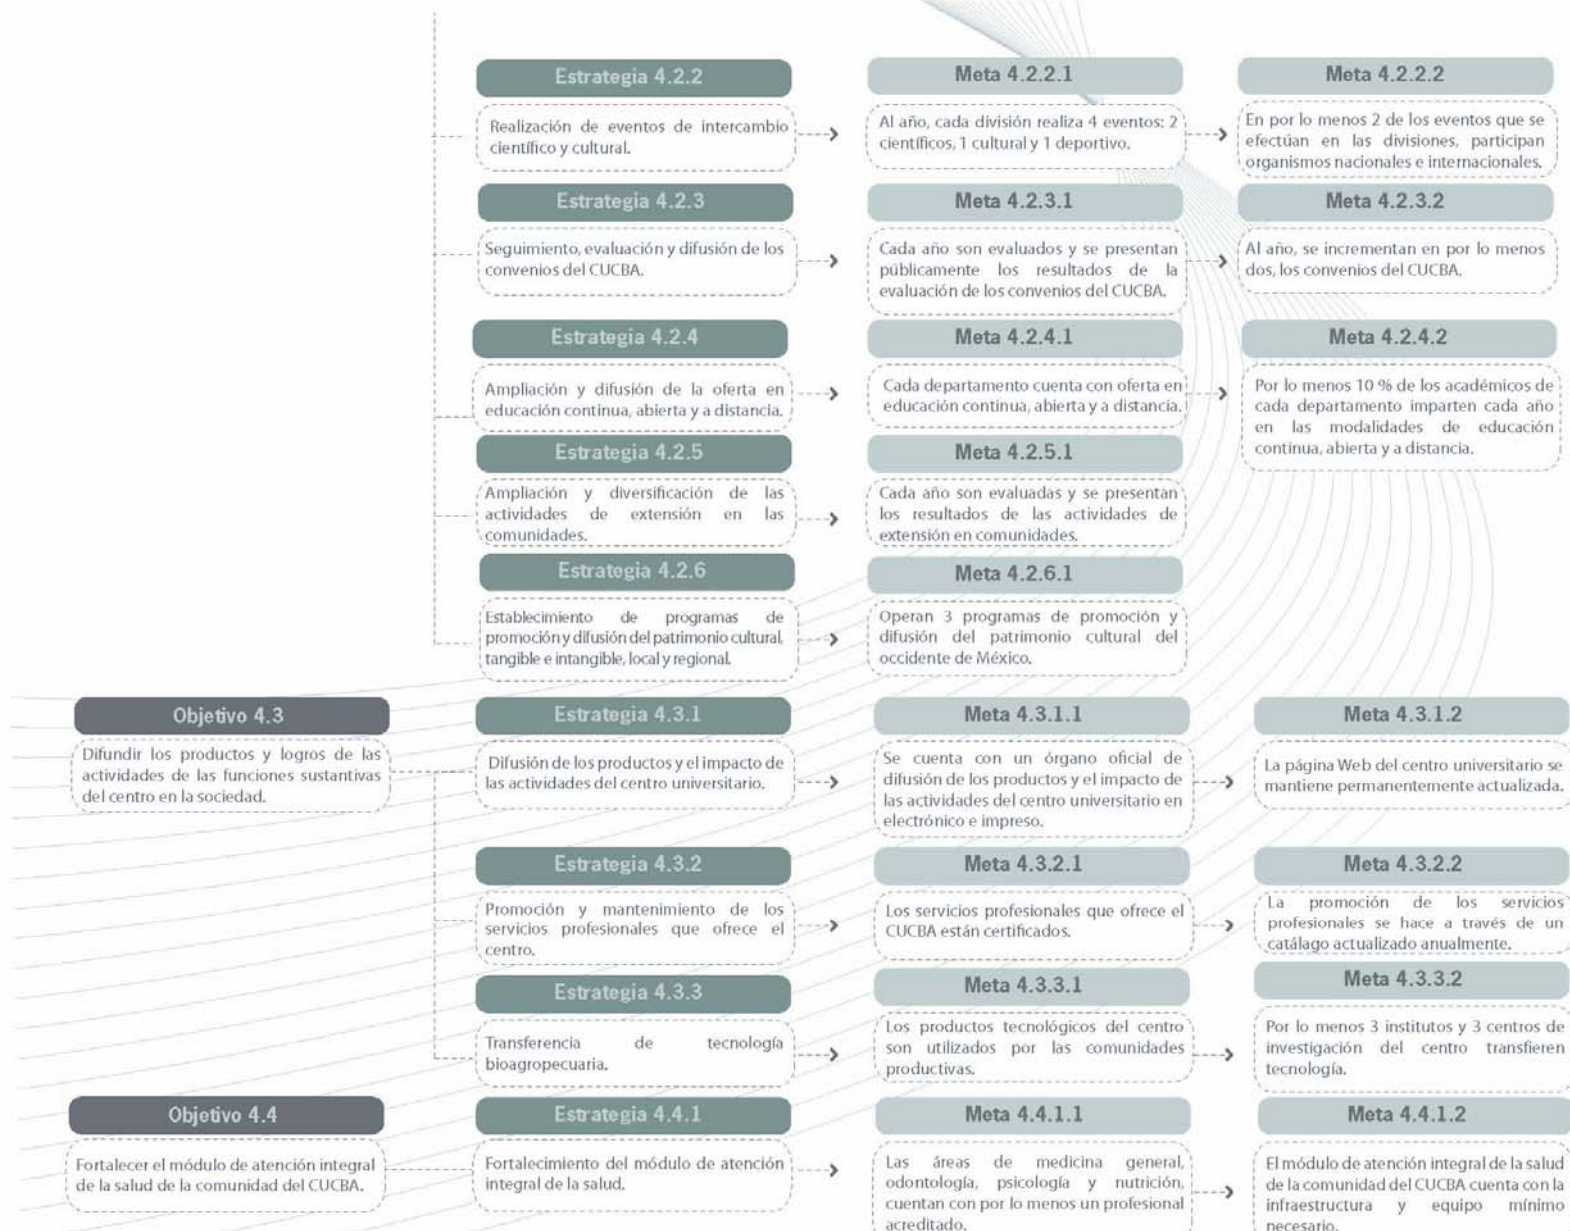 Estrategia 4.2.2
Realización de eventos de intercambio
científico y cultural.
Meta 4.2.2.1
Al año, cada división realiza 4 eventos: 2
científicos, 1 cultural y 1 deportivo.
Meta 4.2.2.2
En por lo menos 2 de los eventos que se
efectúan en las divisiones, participan
organismos nacionales e internacionales.
Estrategia 4.2.3
Seguimiento, evaluación y difusión de los
convenios del CUCBA.
Meta 4.2.3.1
Cada año son evaluados y se presentan
públicamente los resultados de la
evaluación de los convenios del CUCBA.
Meta 4.2.3.2
Al año, se incrementan en por lo menos
dos, los convenios del CUCBA.
Estrategia 4.2.4
Ampliación y difusión de la oferta en
educación continua, abierta y a distancia.
Meta 4.2.4.1
Cada departamento cuenta con oferta en
educación continua, abierta y a distancia.
Meta 4.2.4.2
Por lo menos 10 % de los académicos de
cada departamento imparten cada año
en las modalidades de educación
continua, abierta y a distancia.
Estrategia 4.2.5
Ampliación y diversificación de las
actividades de extensión en las
comunidades.
Meta 4.2.5.1
Cada año son evaluadas y se presentan
los resultados de las actividades de
extensión en comunidades.
Estrategia 4.2.6
Establecimiento de programas de
promoción y difusión del patrimonio cultural,
tangible e intangible, local y regional.
Meta 4.2.6.1
Operan 3 programas de promoción y
difusión del patrimonio cultural del
occidente de México.
Objetivo 4.3
Difundir los productos y logros de las
actividades de las funciones sustantivas
del centro en la sociedad.
Estrategia 4.3.1
Difusión de los productos y el impacto de
las actividades del centro universitario.
Meta 4.3.1.1
Se cuenta con un órgano oficial de
difusión de los productos y el impacto de
las actividades del centro universitario en
electrónico e impreso.
Meta 4.3.1.2
La página Web del centro universitario se
mantiene permanentemente actualizada.
Estrategia 4.3.2
Promoción y mantenimiento de los
servicios profesionales que ofrece el
centro.
Meta 4.3.2.1
Los servicios profesionales que ofrece el
CUCBA están certificados.
Meta 4.3.2.2
La promoción de los servicios
profesionales se hace a través de un
catálago actualizado anualmente.
Estrategia 4.3.3
Transferencia de tecnología
bioagropecuaria.
Meta 4.3.3.1
Los productos tecnológicos del centro
son utilizados por las comunidades
productivas.
Meta 4.3.3.2
Por lo menos 3 institutos y 3 centros de
investigación del centro transfieren
tecnología.
Objetivo 4.4
Fortalecer el módulo de atención integral
de la salud de la comunidad del CUCBA.
Estrategia 4.4.1
Fortalecimiento del módulo de atención
integral de la salud.
Meta 4.4.1.1
Las áreas de medicina general,
odontología, psicología y nutrición,
cuentan con por lo menos un profesional
acreditado.
Meta 4.4.1.2
El módulo de atención integral de la salud
de la comunidad del CUCBA cuenta con la
infraestructura y equipo mínimo
necesario.